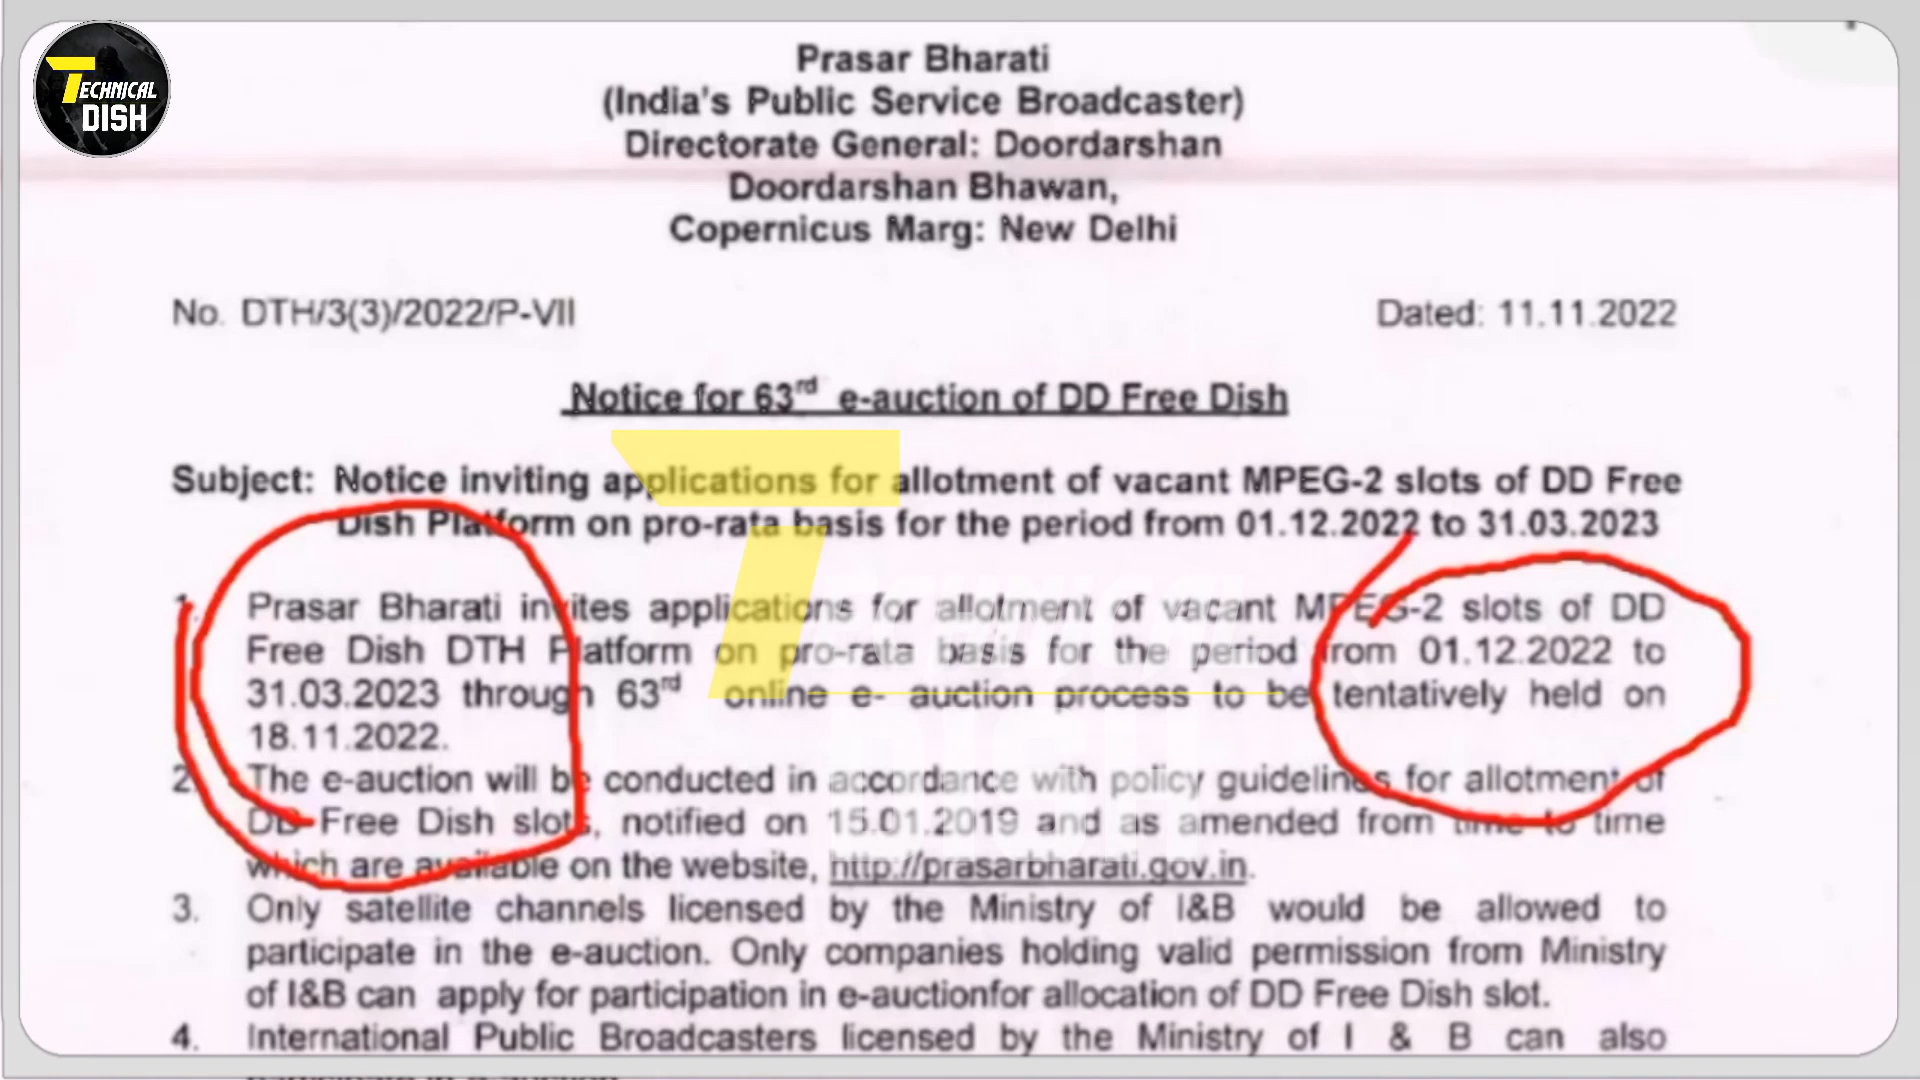 TECHNICAL
DISH
Prasar Bharati
(India's Public Service Broadcaster)
Directorate General: Doordarshan
Doordarshan Bhawan,
Copernicus Marg: New Delhi
No. DTH/3(3)/2022/P-VII Dated: 11.11.2022
Notice for 63rd e-auction of DD Free Dish
Subject: Notice inviting applications for allotment of vacant MPEG-2 slots of DD Free
Dish Platform on pro-rata basis for the period from 01.12.2022 to 31.03.2023
1. Prasar Bharati invites applications for allotment of vacant MPEG-2 slots of DD
Free Dish DTH Platform on pro-rata basis for the period from 01.12.2022 to
31.03.2023 through 63rd online e- auction process to be tentatively held on
18.11.2022.
2. The e-auction will be conducted in accordance with policy guidelines for allotment of
DD Free Dish slots, notified on 15.01.2019 and as amended from time to time
which are available on the website, http://prasarbharati.gov.in.
3. Only satellite channels licensed by the Ministry of I&B would be allowed to
participate in the e-auction. Only companies holding valid permission from Ministry
of I&B can apply for participation in e-auctionfor allocation of DD Free Dish slot.
4. International Public Broadcasters licensed by the Ministry of I & B can also